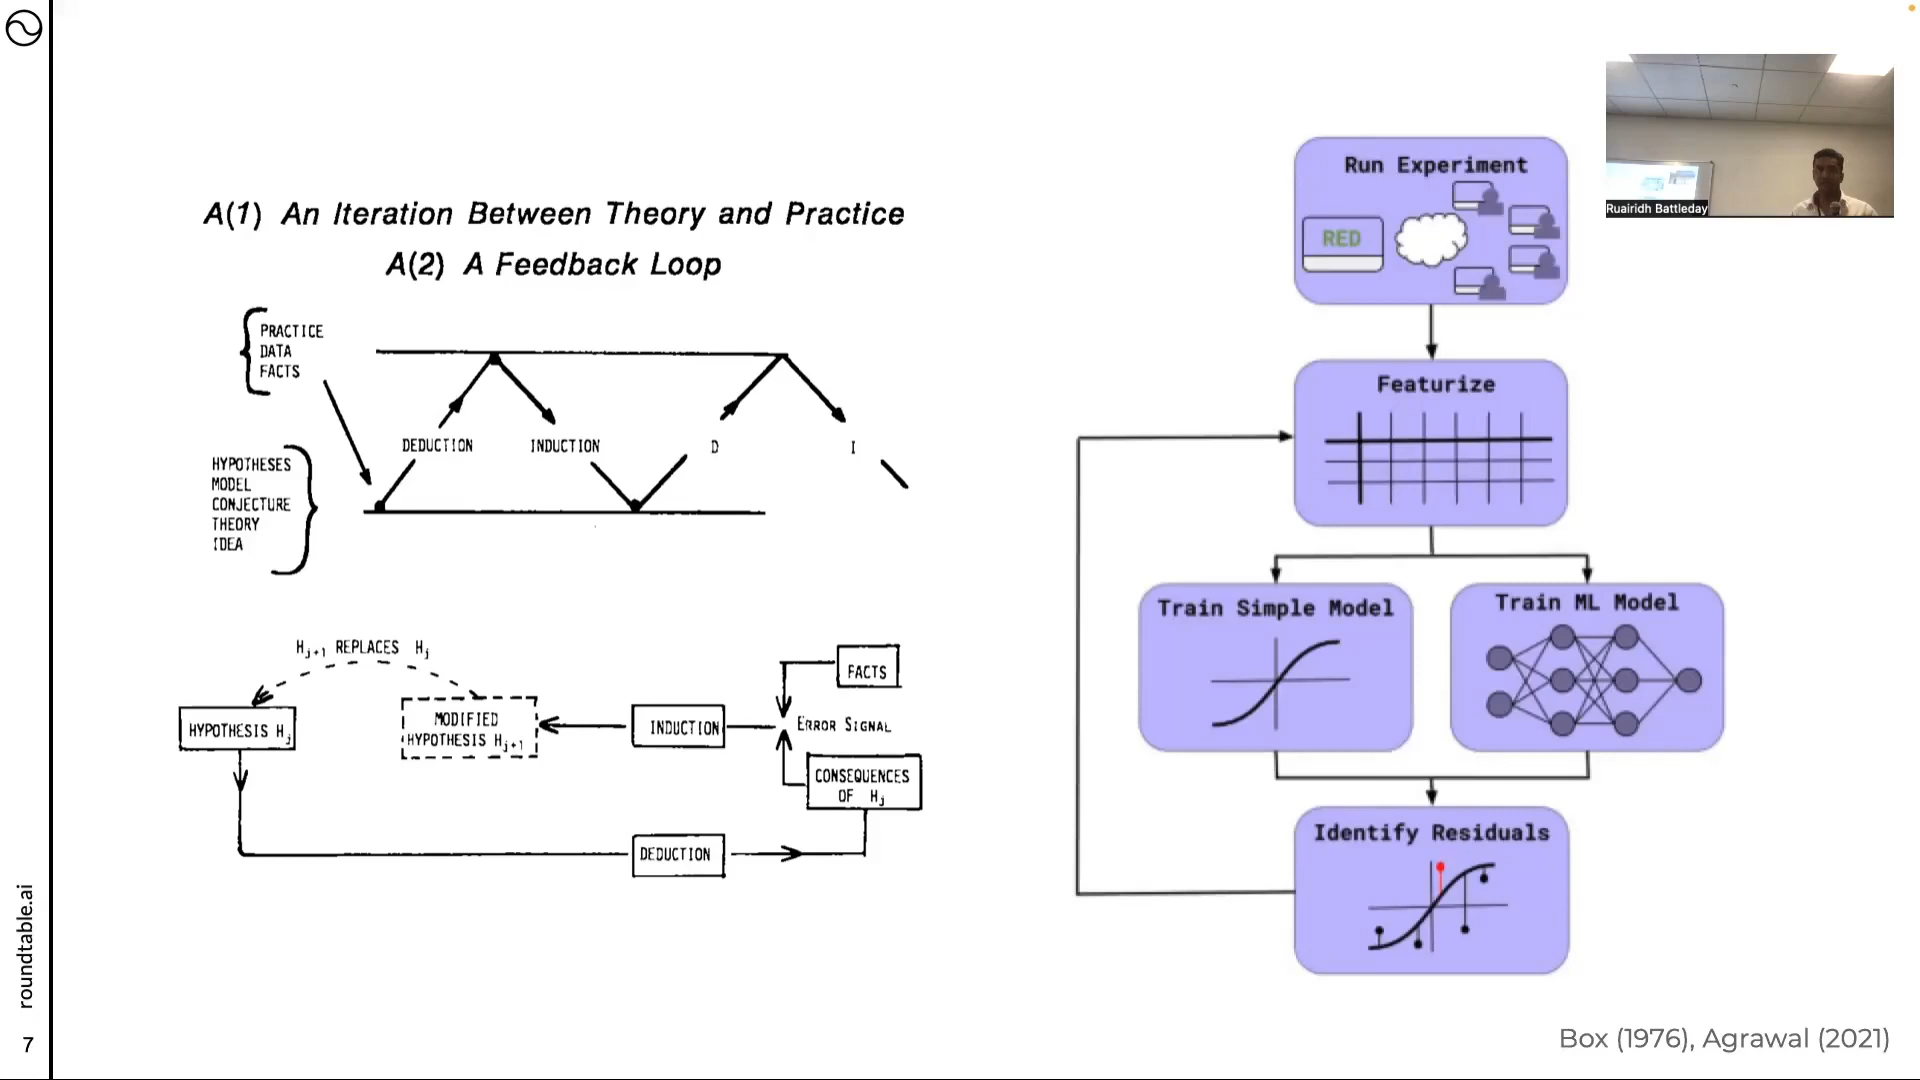 A(1) An Iteration Between Theory and Practice
A(2) A Feedback Loop
PRACTICE
DATA
FACTS
DEDUCTION
INDUCTION
D
I
HYPOTHESES
MODEL
CONJECTURE
THEORY
IDEA
Hj+1 REPLACES Hj
HYPOTHESIS Hj
MODIFIED
HYPOTHESIS Hj+1
INDUCTION
FACTS
ERROR SIGNAL
CONSEQUENCES
OF Hj
DEDUCTION
Run Experiment
RED
Featurize
Train Simple Model
Train ML Model
Identify Residuals
Ruairidh Battleday
roundtable.ai
7
Box (1976), Agrawal (2021)